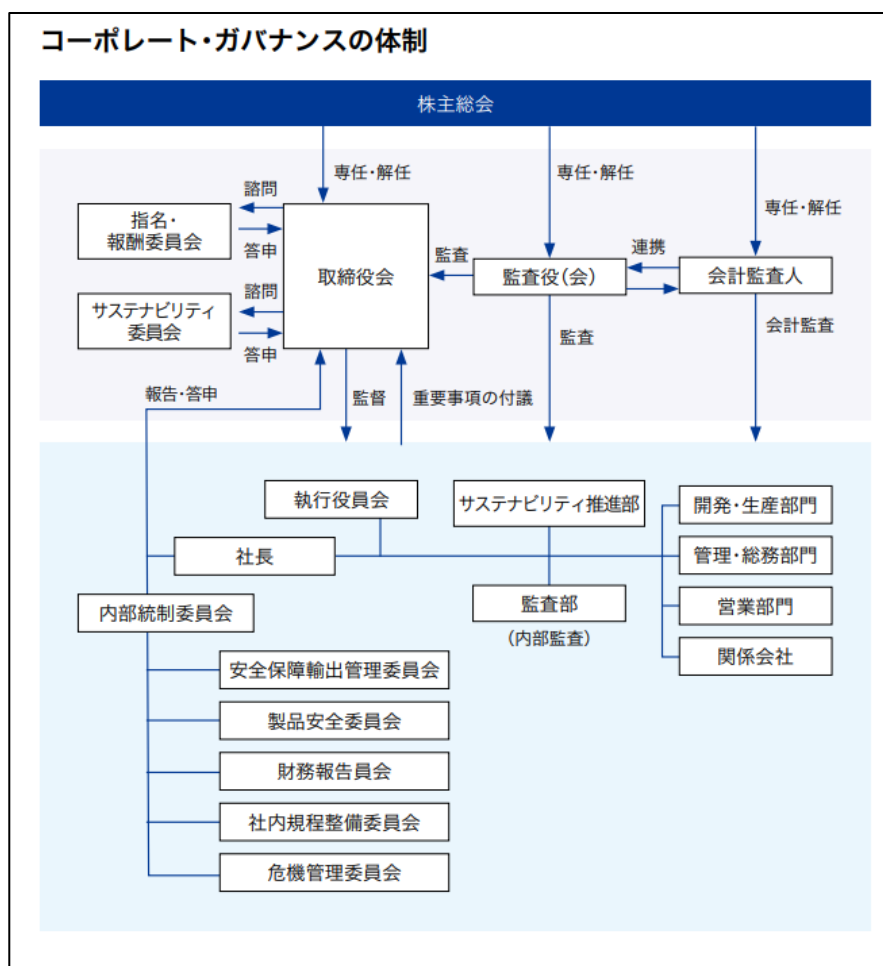 コーポレート・ガバナンスの体制
株主総会
専任・解任
専任・解任
専任・解任
諮問
指名・
報酬委員会
答申
取締役会
監査
監査役(会)
連携
会計監査人
諮問
サステナビリティ
委員会
答申
監査
会計監査
報告・答申
監督
重要事項の付議
執行役員会
サステナビリティ推進部
開発・生産部門
社長
管理・総務部門
内部統制委員会
監査部
(内部監査)
営業部門
関係会社
安全保障輸出管理委員会
製品安全委員会
財務報告員会
社内規程整備委員会
危機管理委員会